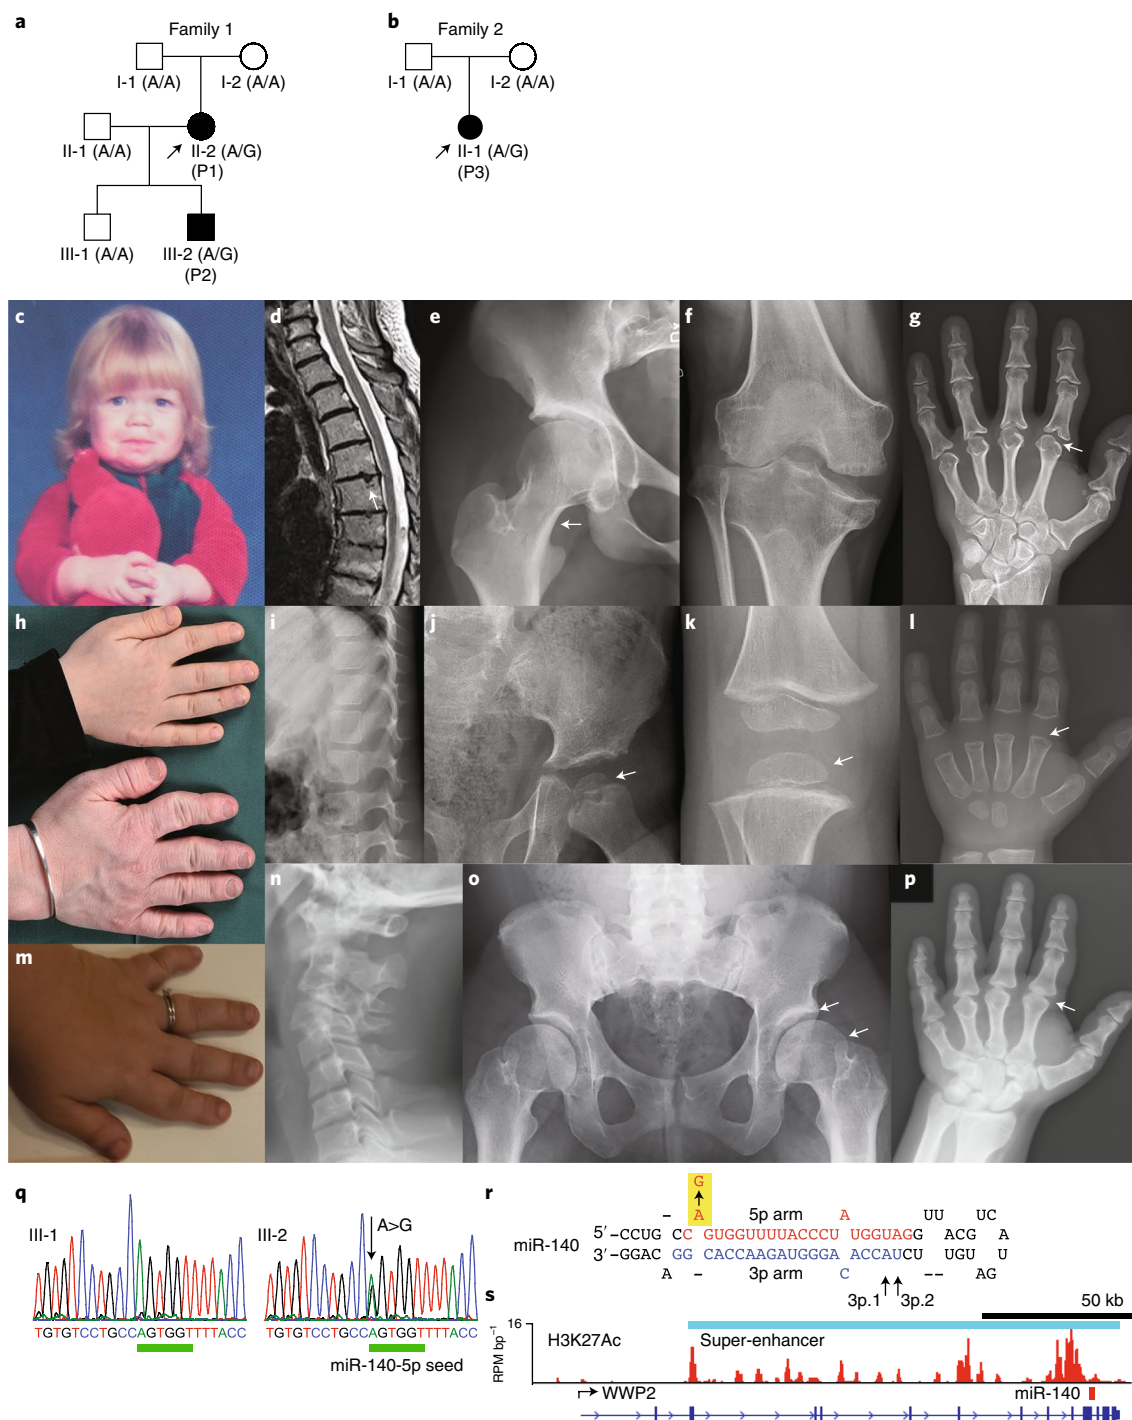 a
b
Family 1
Family 2
I-1 (A/A)
I-2 (A/A)
I-1 (A/A)
I-2 (A/A)
II-1 (A/A)
II-2 (A/G)
(P1)
II-1 (A/G)
(P3)
III-1 (A/A)
III-2 (A/G)
(P2)
c
d
e
f
g
h
i
j
k
l
m
n
o
p
q
III-1
III-2
A>G
TGTGTCCTGCCAGTGGTTTTACC
TGTGTCCTGCCAGTGGTTTTACC
miR-140-5p seed
r
G
– A 5p arm A UU UC
5′ –CCUG CC GUGGUUUUACCCU UGGUAGG ACG A
miR-140
3′ –GGAC GG CACCAAGAUGGGA ACCAUCU UGU U
A – 3p arm C –– AG
3p.1 3p.2
s
50 kb
16
H3K27Ac
Super-enhancer
RPM bp–1
WWP2
miR-140